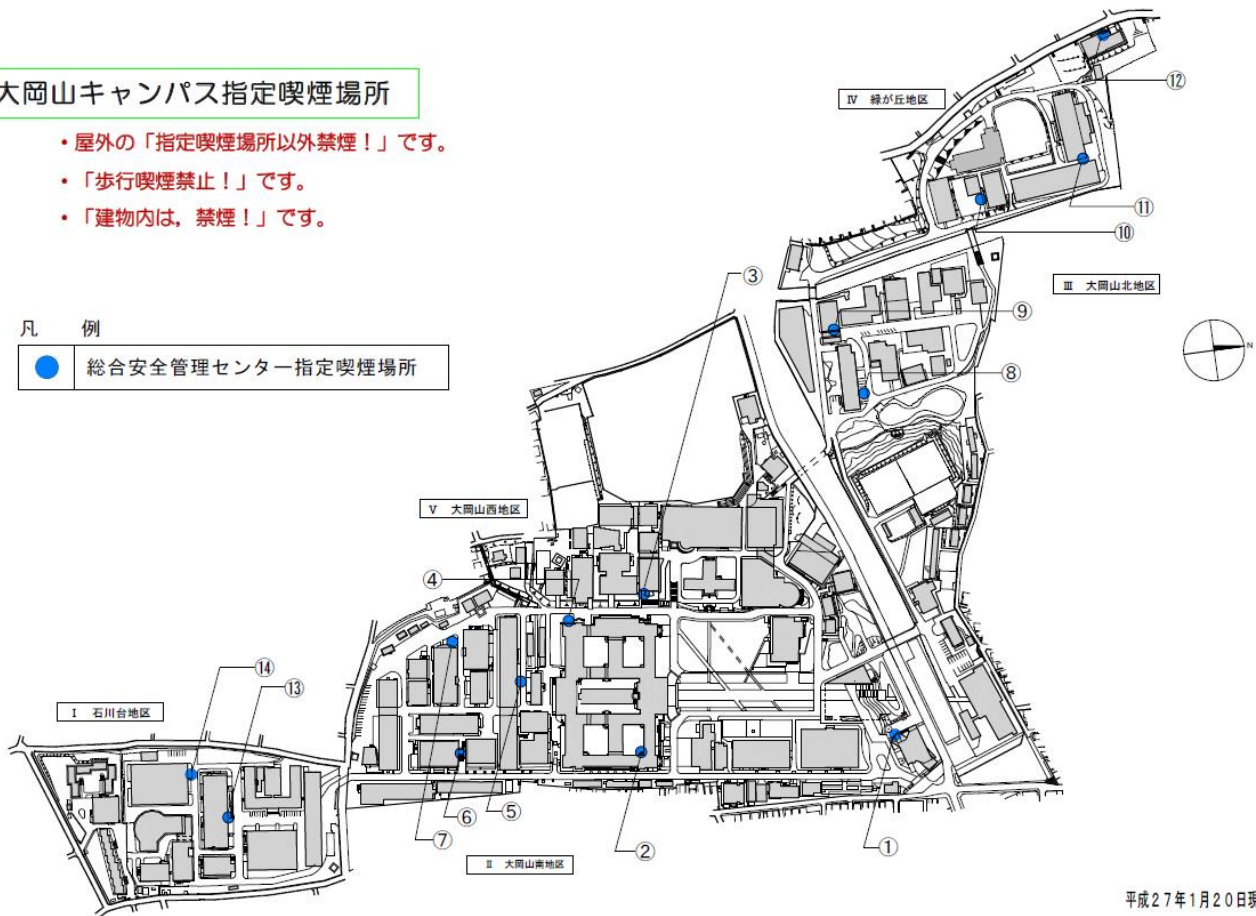 大岡山キャンパス指定喫煙場所
・屋外の「指定喫煙場所以外禁煙！」です。
・「歩行喫煙禁止！」です。
・「建物内は，禁煙！」です。
凡　例
総合安全管理センター指定喫煙場所
Ⅳ 緑が丘地区
⑫
⑪
⑩
③
Ⅲ 大岡山北地区
⑨
N
⑧
Ⅴ 大岡山西地区
④
⑭
⑬
Ⅰ 石川台地区
⑥
⑤
⑦
②
①
Ⅱ 大岡山南地区
平成27年1月20日現